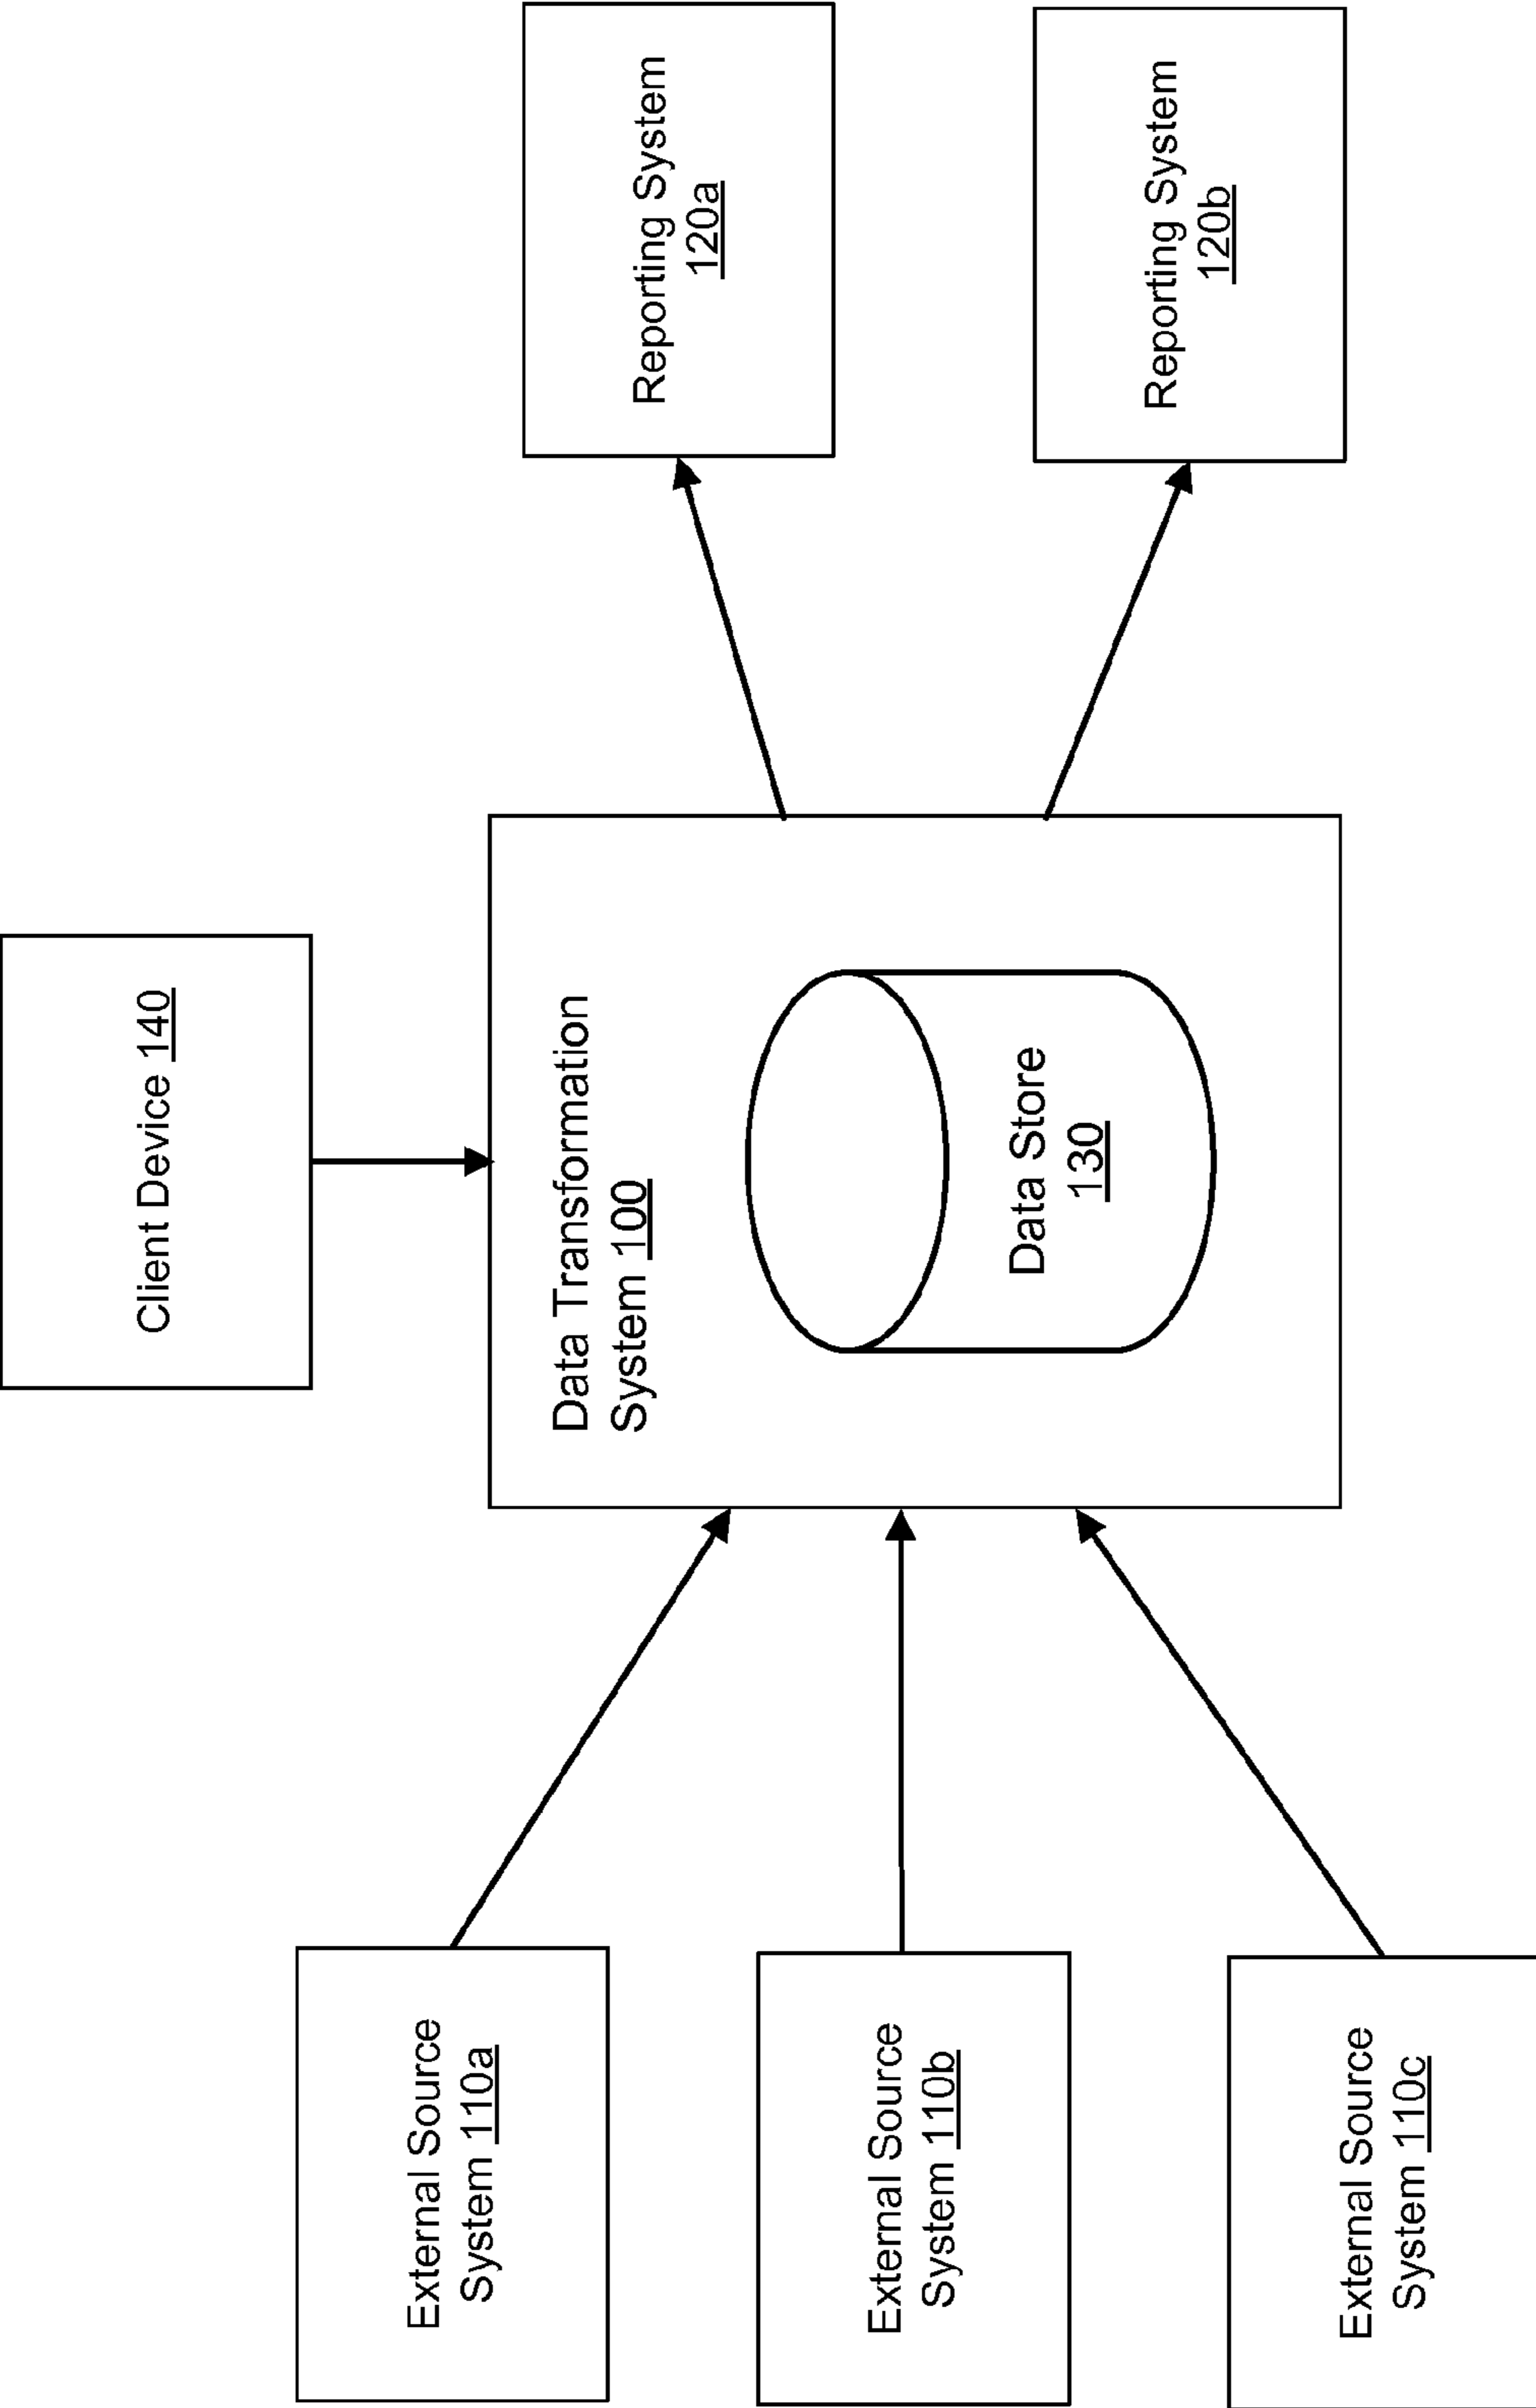 Client Device 140
External Source
System 110a
External Source
System 110b
External Source
System 110c
Data Transformation
System 100
Data Store
130
Reporting System
120a
Reporting System
120b